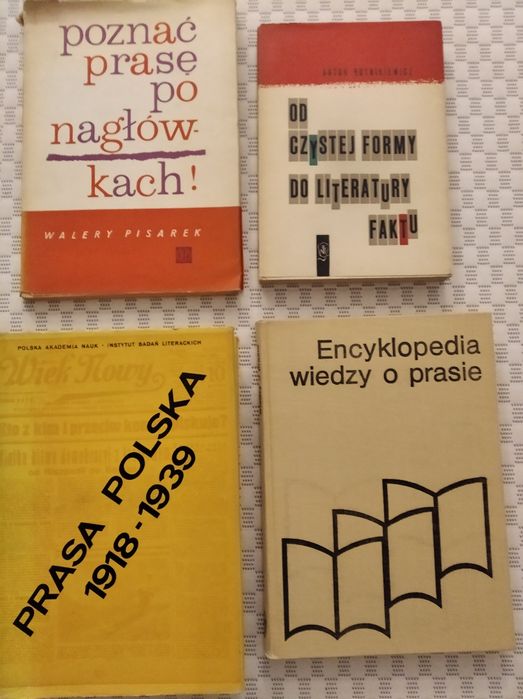 poznać
prasę
po
nagłów-
kach!
WALERY PISAREK
ARTUR HUTNIKIEWICZ
OD
CZYSTEJ FORMY
DO LITERATURY
FAKTU
POLSKA AKADEMIA NAUK • INSTYTUT BADAŃ LITERACKICH
Wiek Nowy
PRASA POLSKA
1918-1939
Encyklopedia
wiedzy o prasie